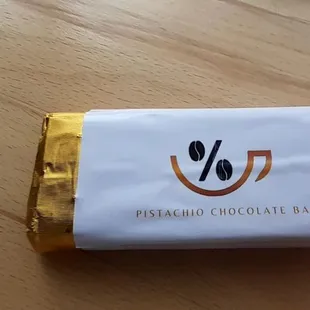 %
PISTACHIO CHOCOLATE BA